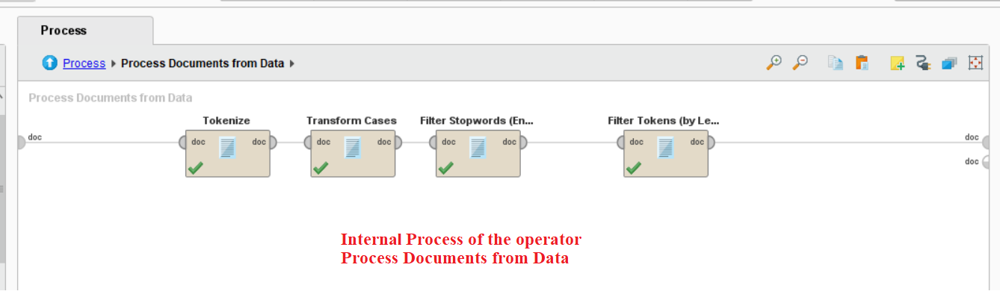 Process
Process Documents from Data
Process Documents from Data
Tokenize Transform Cases Filter Stopwords (En... Filter Tokens (by Le...
doc doc doc doc doc doc doc doc doc doc
doc
Internal Process of the operator
Process Documents from Data